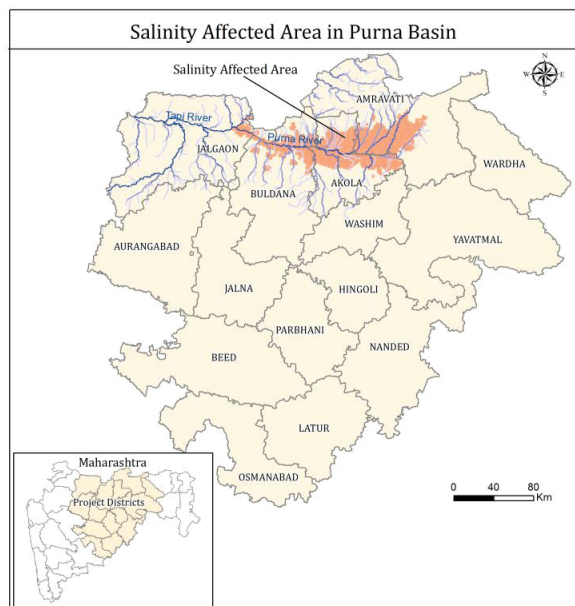 Salinity Affected Area in Purna Basin
N
W E
S
Salinity Affected Area
AMRAVATI
Tapi River
Purna River
JALGAON
WARDHA
BULDANA
AKOLA
WASHIM
AURANGABAD
YAVATMAL
JALNA
HINGOLI
PARBHANI
BEED
NANDED
LATUR
OSMANABAD
Maharashtra
Project Districts
0 40 80
Km